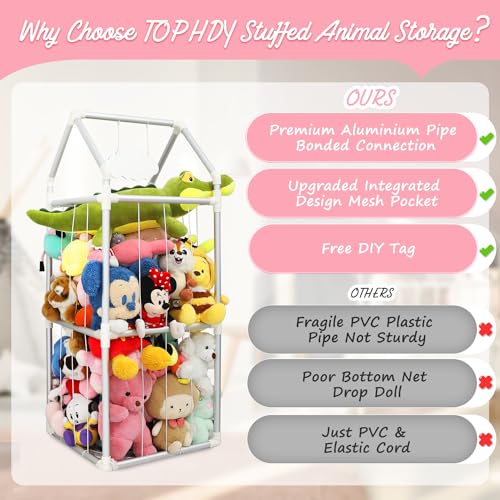 Why Choose TOPHDY Stuffed Animal Storage?
OURS
Premium Aluminium Pipe
Bonded Connection
Upgraded Integrated
Design Mesh Pocket
Free DIY Tag
OTHERS
Fragile PVC Plastic
Pipe Not Sturdy
Poor Bottom Net
Drop Doll
Just PVC &
Elastic Cord